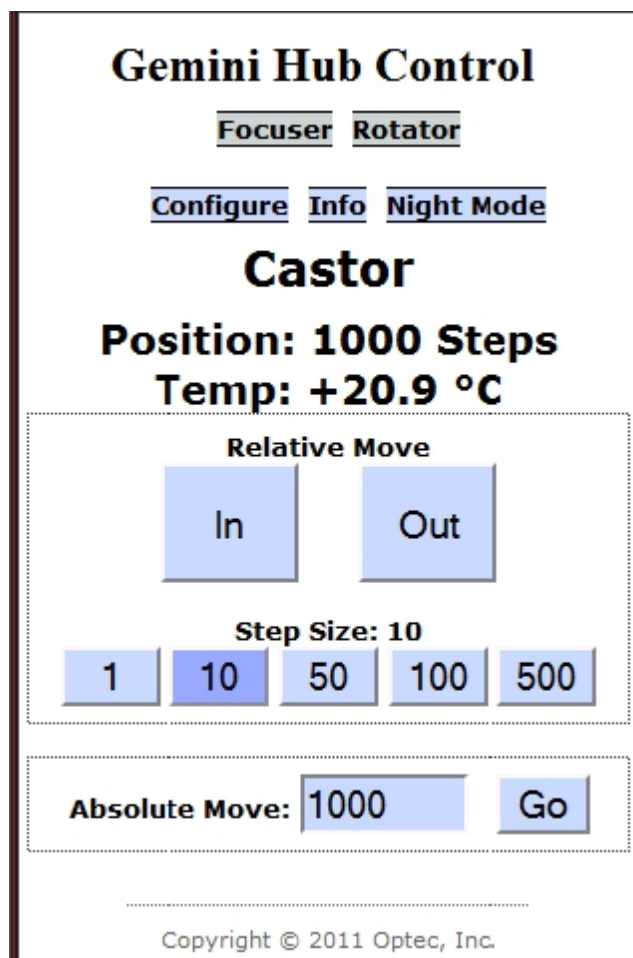 Gemini Hub Control
Focuser Rotator
Configure Info Night Mode
Castor
Position: 1000 Steps
Temp: +20.9 °C
Relative Move
In Out
Step Size: 10
1 10 50 100 500
Absolute Move: 1000 Go
Copyright © 2011 Optec, Inc.